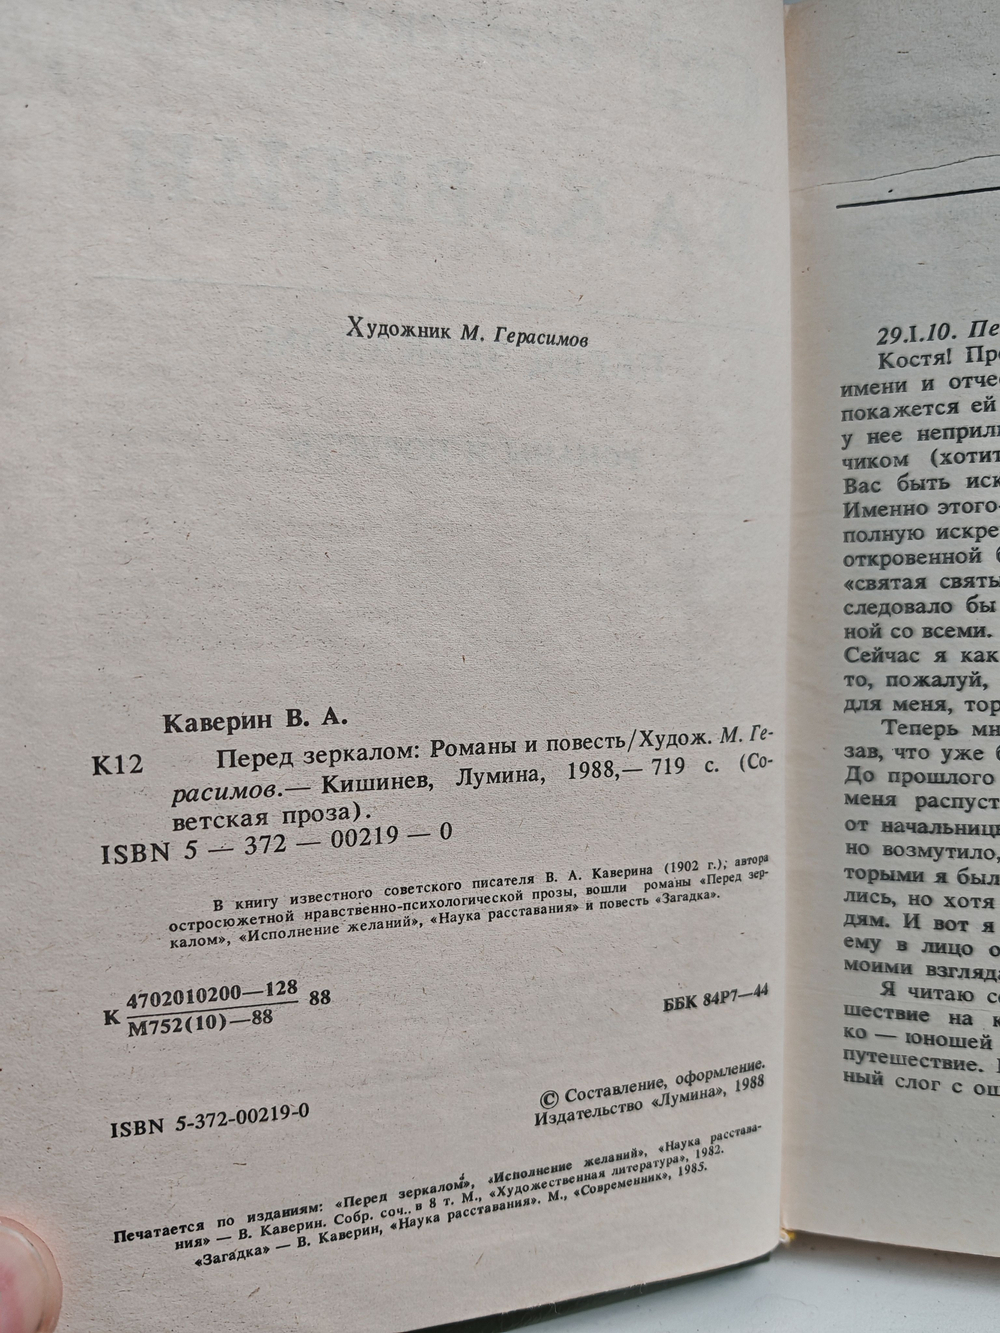 Художник М. Герасимов
Каверин В. А.
К12 Перед зеркалом: Романы и повесть/Худож. М. Ге-
расимов.— Кишинев, Лумина, 1988,— 719 с. (Со-
ветская проза).
ISBN 5 — 372 — 00219 — 0
В книгу известного советского писателя В. А. Каверина (1902 г.); автора
остросюжетной нравственно-психологической прозы, вошли романы «Перед зер-
калом», «Исполнение желаний», «Наука расставания» и повесть «Загадка».
К 4702010200—128 88
М752(10)—88
ББК 84Р7—44
ISBN 5-372-00219-0
© Составление, оформление.
Издательство «Лумина», 1988
Печатается по изданиям: «Перед зеркалом», «Исполнение желаний», «Наука расстава-
ния» — В. Каверин. Собр. соч.. в 8 т. М., «Художественная литература», 1982.
«Загадка» — В. Каверин, «Наука расставания». М., «Современник», 1985.
29.I.10. Пе
Костя! Про
имени и отче
покажется ей
у нее неприли
чиком (хотит
Вас быть иск
Именно этого-
полную искре
откровенной
«святая святы
следовало бы
ной со всеми.
Сейчас я как
то, пожалуй,
для меня, тор
Теперь мн
зав, что уже
До прошлого
меня распуст
от начальниц
но возмутило,
торыми я был
лись, но хотя
дям. И вот я
ему в лицо о
моими взгляда
Я читаю со
шествие на к
ко — юношей
путешествие.
ный слог с ош